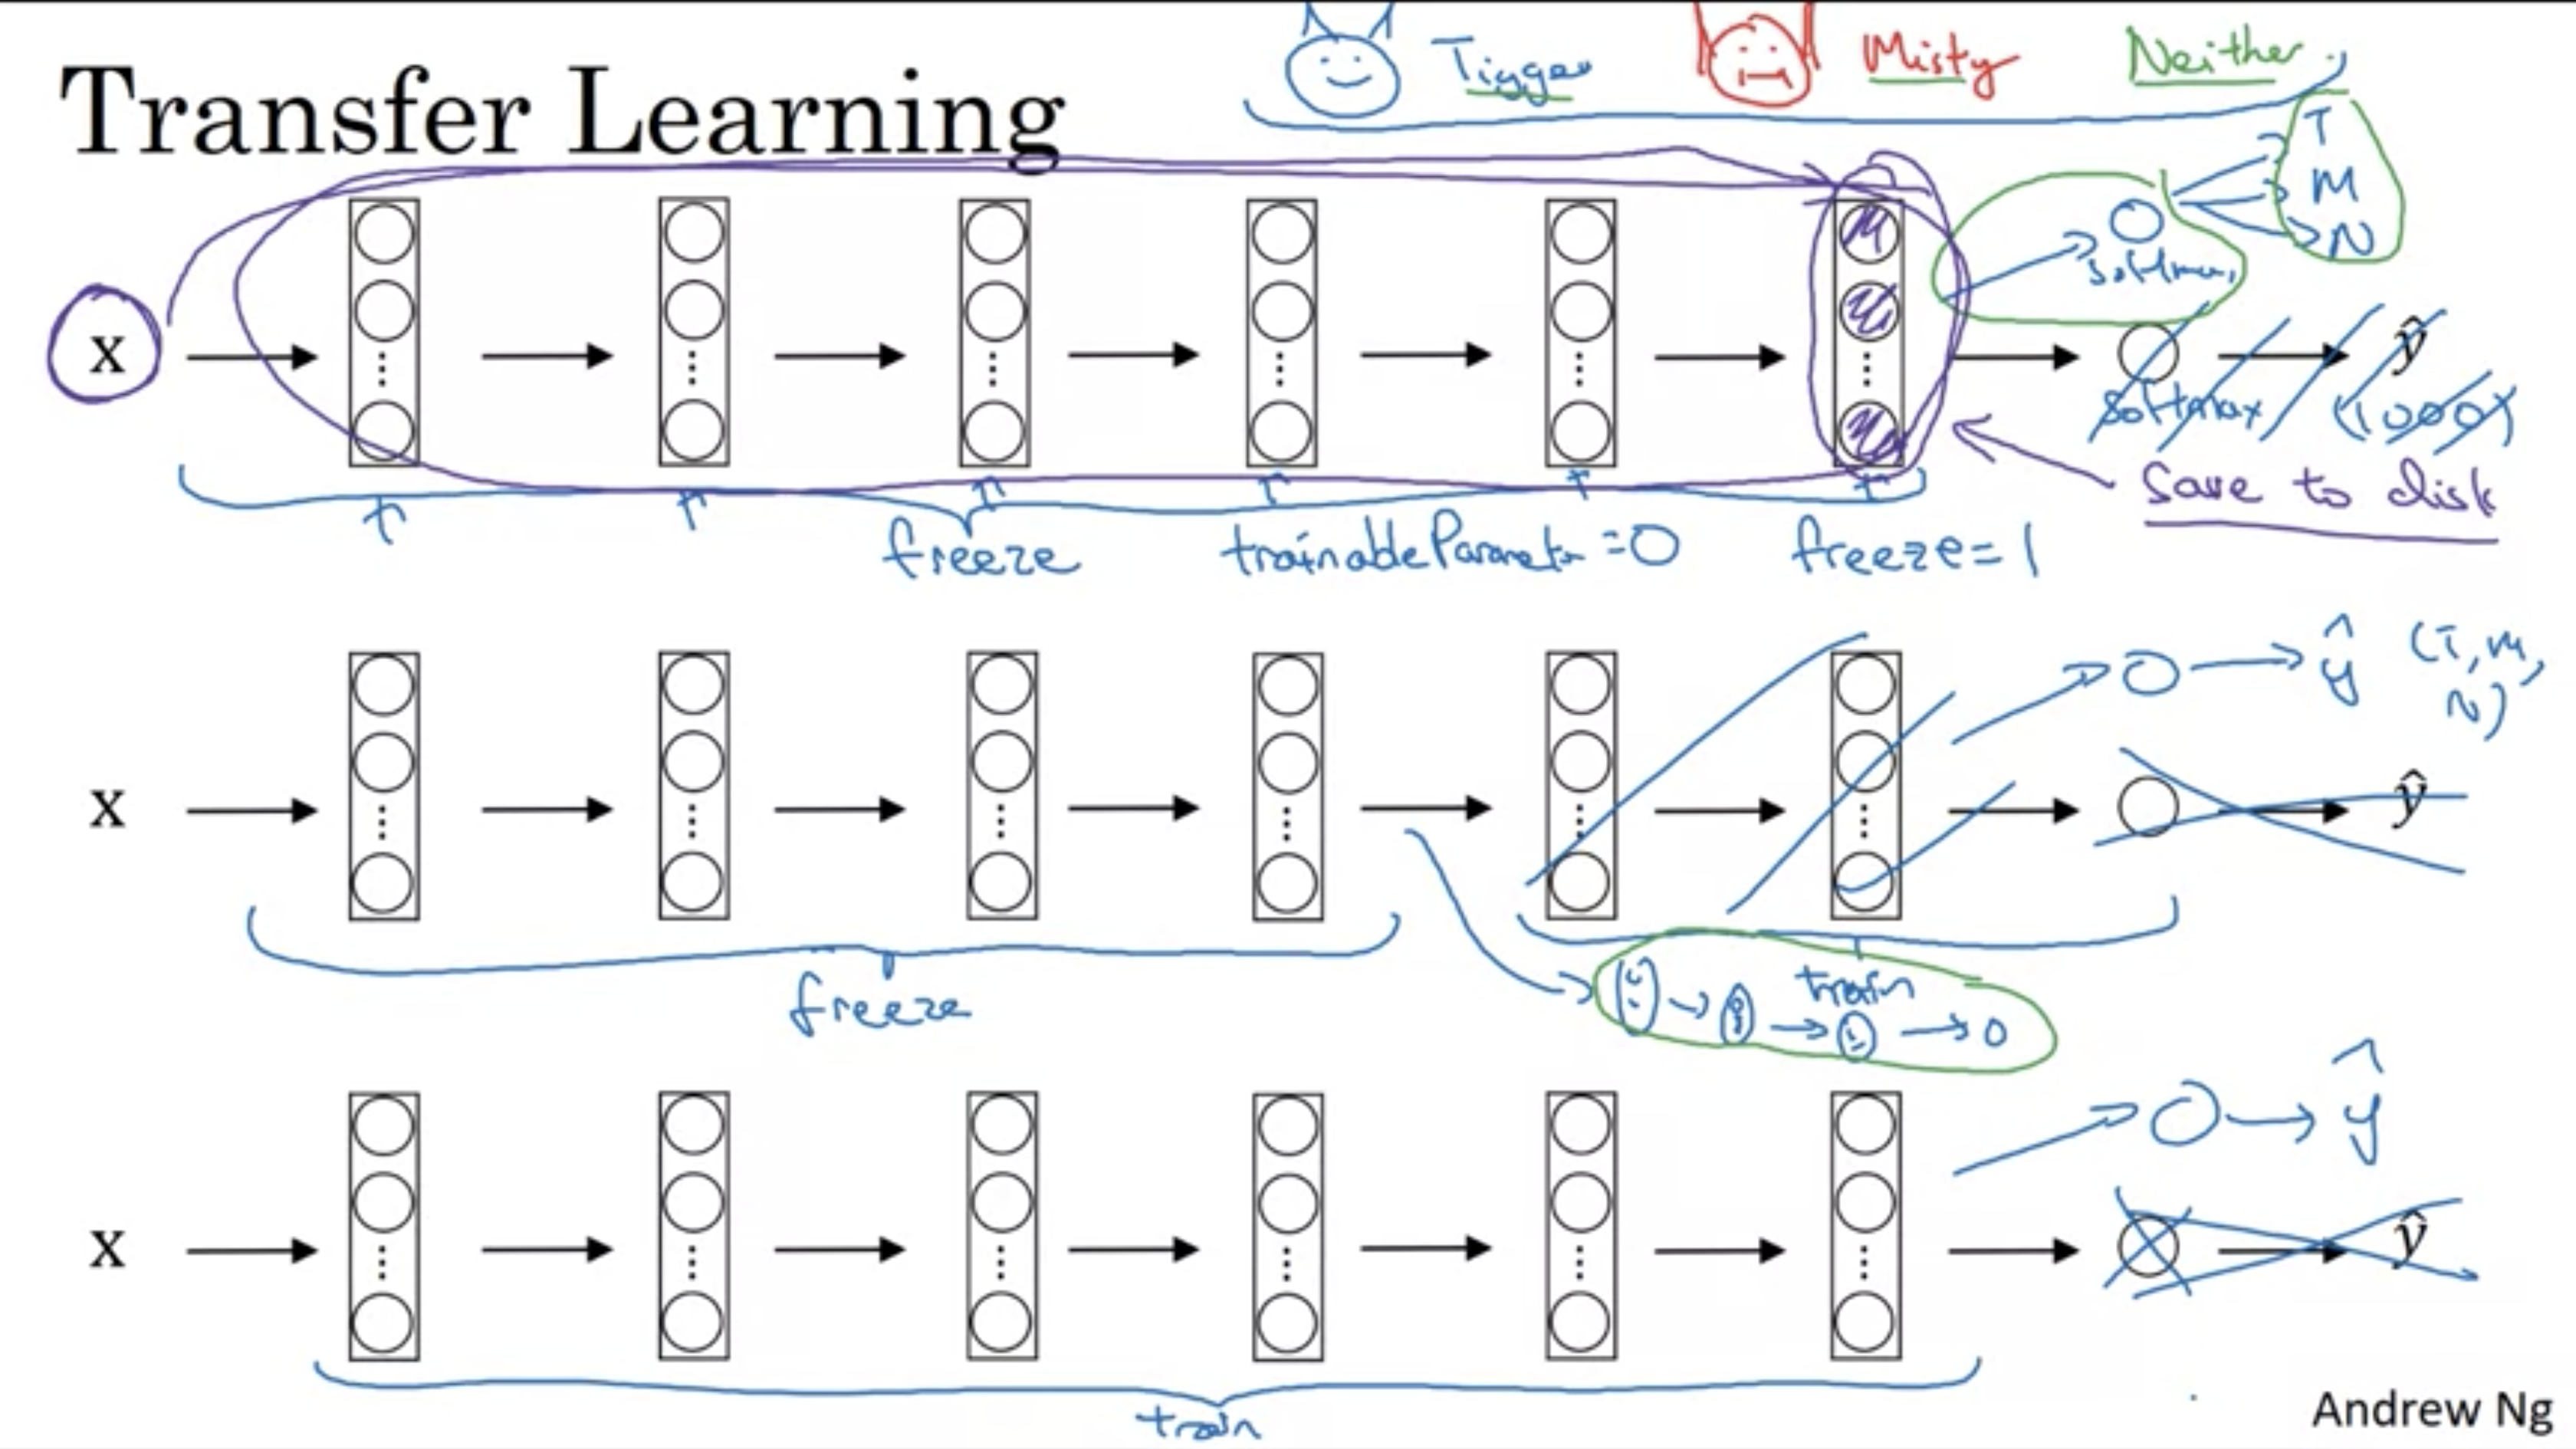 Tigger Misty Neither
Transfer Learning
T
M
N
softmax
x
ŷ
softmax (1000)
save to disk
freeze trainableParameter=0 freeze=1
ŷ (T, M,
N)
x
ŷ
train
freeze
ŷ
x
ŷ
train
Andrew Ng